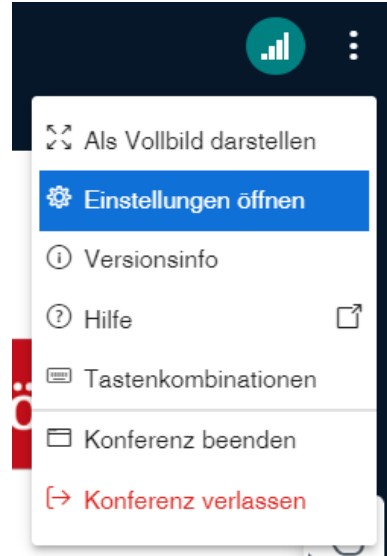 Als Vollbild darstellen
Einstellungen öffnen
Versionsinfo
Hilfe
Tastenkombinationen
ö
Konferenz beenden
Konferenz verlassen